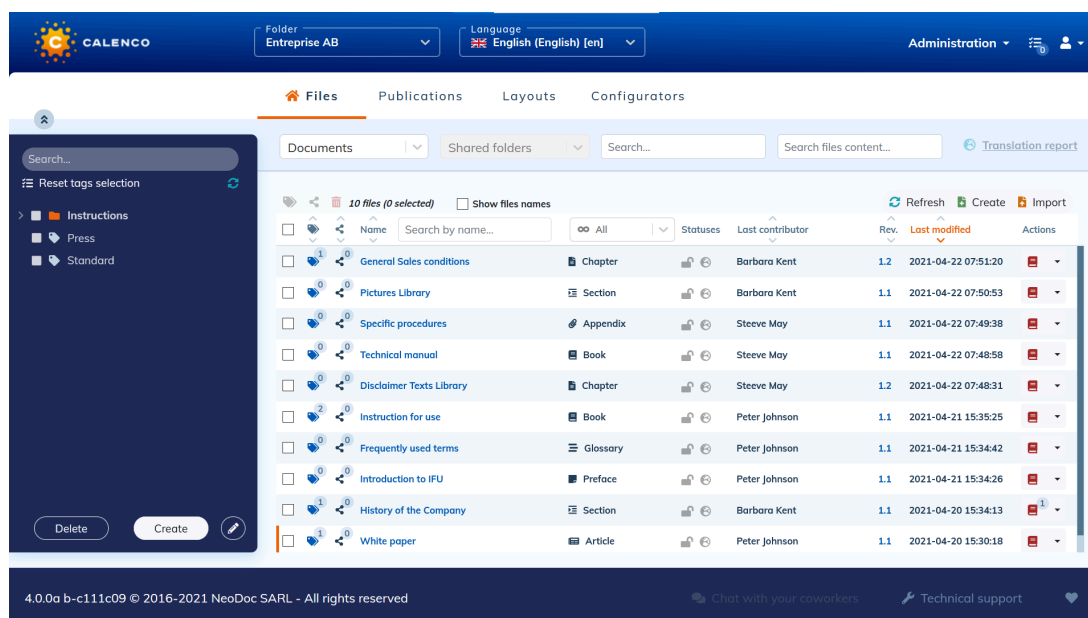 C CALENCO
Folder
Entreprise AB
Language
English (English) [en]
Administration
0
Files
Publications
Layouts
Configurators
Search...
Reset tags selection
Instructions
Press
Standard
Delete
Create
Documents
Shared folders
Search...
Search files content...
Translation report
10 files (0 selected)
Show files names
Refresh
Create
Import
Name
Search by name...
All
Statuses
Last contributor
Rev.
Last modified
Actions
1 0 General Sales conditions Chapter Barbara Kent 1.2 2021-04-22 07:51:20
0 0 Pictures Library Section Barbara Kent 1.1 2021-04-22 07:50:53
0 0 Specific procedures Appendix Steeve May 1.1 2021-04-22 07:49:38
0 0 Technical manual Book Steeve May 1.1 2021-04-22 07:48:58
0 0 Disclaimer Texts Library Chapter Steeve May 1.2 2021-04-22 07:48:31
2 0 Instruction for use Book Peter Johnson 1.1 2021-04-21 15:35:25
0 0 Frequently used terms Glossary Peter Johnson 1.1 2021-04-21 15:34:42
0 0 Introduction to IFU Preface Peter Johnson 1.1 2021-04-21 15:34:26
1 0 History of the Company Section Barbara Kent 1.1 2021-04-20 15:34:13 1
1 0 White paper Article Peter Johnson 1.1 2021-04-20 15:30:18
4.0.0a b-c111c09 © 2016-2021 NeoDoc SARL - All rights reserved
Chat with your coworkers
Technical support